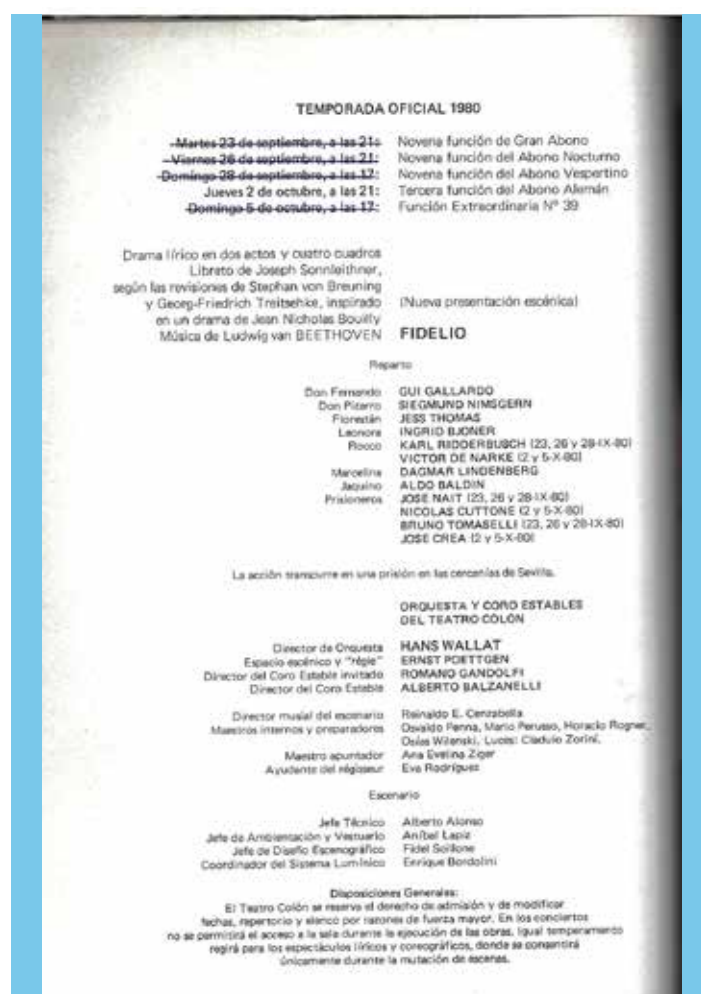 TEMPORADA OFICIAL 1980
Martes 23 de septiembre, a las 21: Novena función de Gran Abono
Viernes 26 de septiembre, a las 21: Novena función del Abono Nocturno
Domingo 28 de septiembre, a las 17: Novena función del Abono Vespertino
Jueves 2 de octubre, a las 21: Tercera función del Abono Alemán
Domingo 5 de octubre, a las 17: Función Extraordinaria Nº 39
Drama lírico en dos actos y cuatro cuadros
Libreto de Joseph Sonnleithner,
según las revisiones de Stephan von Breuning
y Georg-Friedrich Treitschke, inspirado (Nueva presentación escénica)
en un drama de Jean Nicholas Bouilly
Música de Ludwig van BEETHOVEN FIDELIO
Reparto
Don Fernando GUI GALLARDO
Don Pizarro SIEGMUND NIMSGERN
Florestán JESS THOMAS
Leonora INGRID BJONER
Rocco KARL RIDDERBUSCH (23, 26 y 28-IX-80)
VICTOR DE NARKE (2 y 5-X-80)
Marcelina DAGMAR LINDENBERG
Jaquino ALDO BALDIN
Prisioneros JOSE NAIT (23, 26 y 28-IX-80)
NICOLAS CUTTONE (2 y 5-X-80)
BRUNO TOMASELLI (23, 26 y 28-IX-80)
JOSE CREA (2 y 5-X-80)
La acción transcurre en una prisión en las cercanías de Sevilla.
ORQUESTA Y CORO ESTABLES
DEL TEATRO COLON
Director de Orquesta HANS WALLAT
Espacio escénico y "régie" ERNST POETTGEN
Director del Coro Estable invitado ROMANO GANDOLFI
Director del Coro Estable ALBERTO BALZANELLI
Director musial del escenario Reinaldo E. Cenzabella
Maestros internos y preparadores Osvaldo Penna, Mario Perusso, Horacio Rogner,
Wilenski, Zorini,
Maestro apuntador Ana Evelina Ziger
Ayudante del régisseur Eva Rodríguez
Escenario
Jefe Técnico Alberto Alonso
Jefe de Ambientación y Vestuario Aníbel Lapiz
Jefe de Diseño Escenográfico Fidel
Coordinador del Sistema Lumínico Enrique Bordolini
Disposiciones Generales:
El Teatro Colón se reserva el derecho de admisión y de modificar
fechas, repertorio y elenco por razones de fuerza mayor. En los conciertos
no se permitirá el acceso a la sala durante la ejecución de las obras. Igual temperamento
regirá para los espectáculos líricos y coreográficos, donde se consentirá
únicamente durante la mutación de escenas.